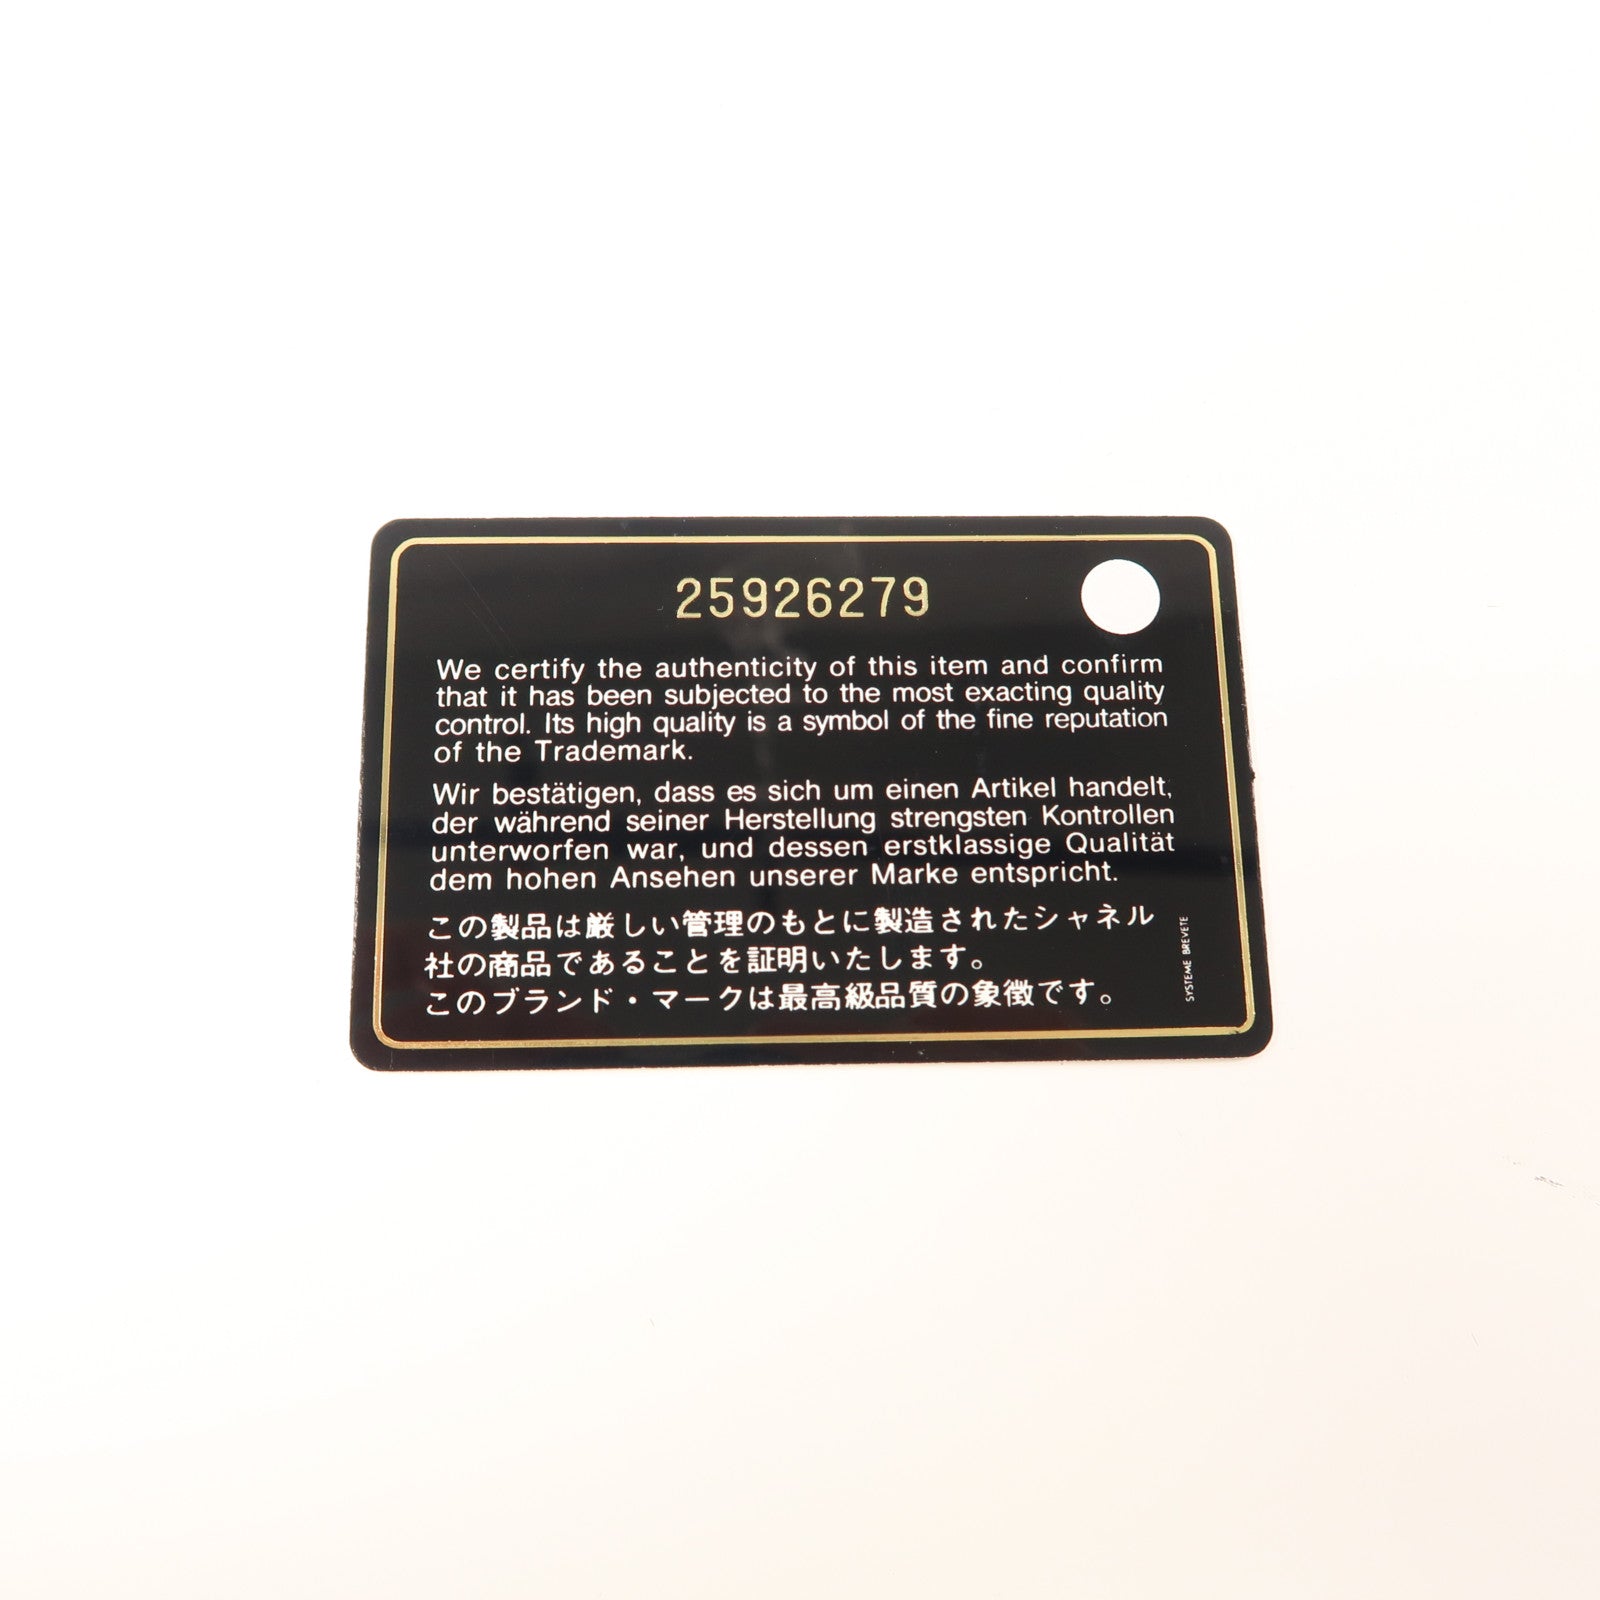 25926279
We certify the authenticity of this item and confirm
that it has been subjected to the most exacting quality
control. Its high quality is a symbol of the fine reputation
of the Trademark.
Wir bestätigen, dass es sich um einen Artikel handelt,
der während seiner Herstellung strengsten Kontrollen
unterworfen war, und dessen erstklassige Qualität
dem hohen Ansehen unserer Marke entspricht.
この製品は厳しい管理のもとに製造されたシャネル
社の商品であることを証明いたします。
このブランド・マークは最高級品質の象徴です。
SYSTEME BREVETE